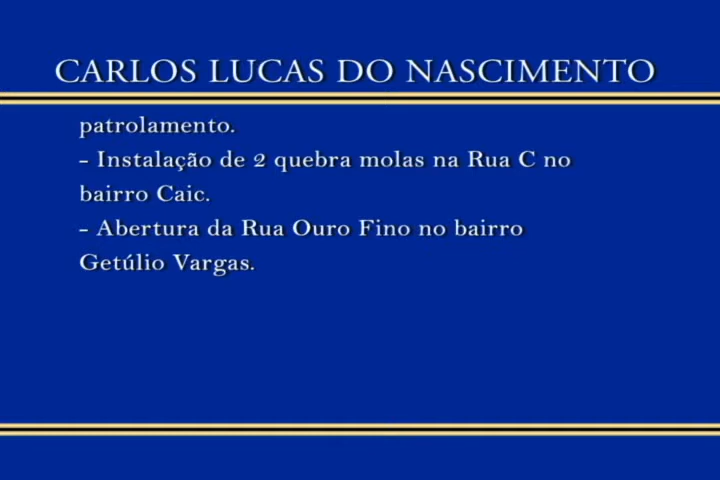 CARLOS LUCAS DO NASCIMENTO
patrolamento.
- Instalação de 2 quebra molas na Rua C no
bairro Caic.
- Abertura da Rua Ouro Fino no bairro
Getúlio Vargas.